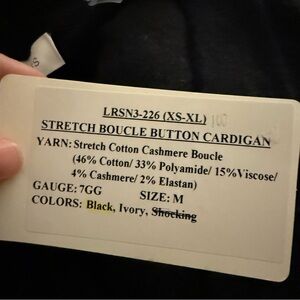 LRSN3-226 (XS-XL)
STRETCH BOUCLE BUTTON CARDIGAN
YARN: Stretch Cotton Cashmere Boucle
(46% Cotton/ 33% Polyamide/ 15%Viscose/
4% Cashmere/ 2% Elastan)
GAUGE: 7GG SIZE: M
COLORS: Black, Ivory, Shocking